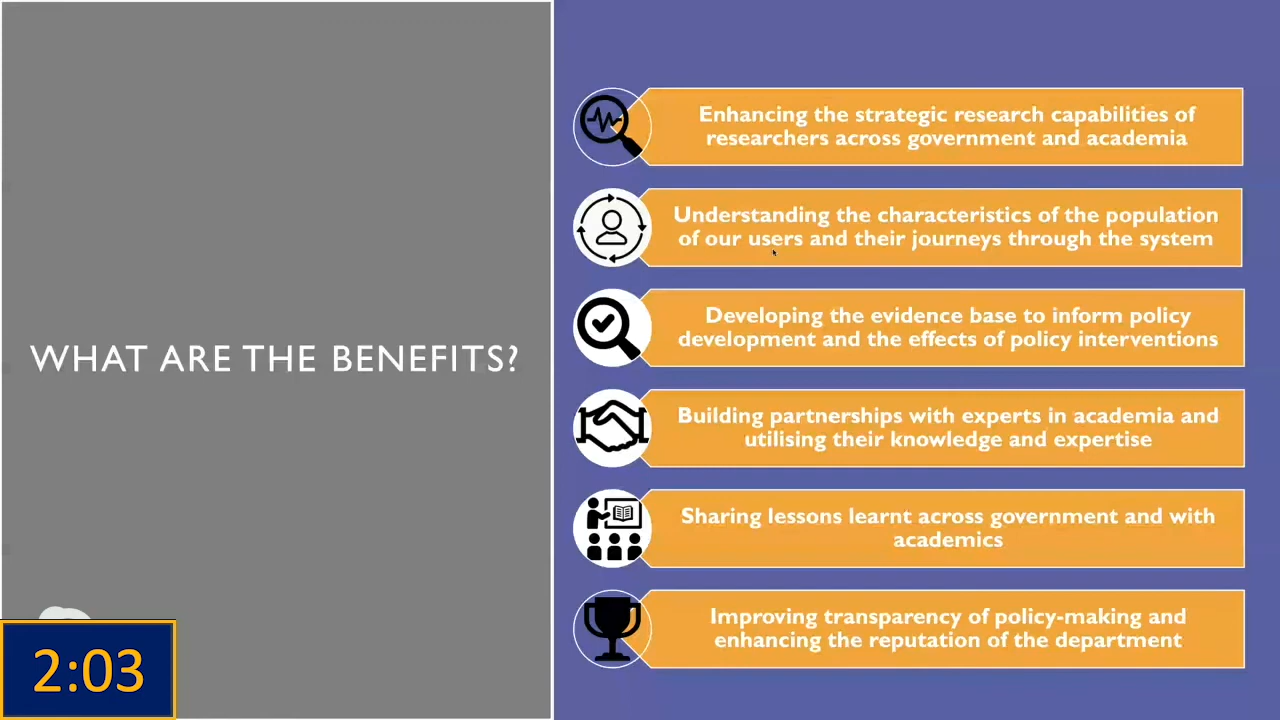 WHAT ARE THE BENEFITS?
Enhancing the strategic research capabilities of
researchers across government and academia
Understanding the characteristics of the population
of our users and their journeys through the system
Developing the evidence base to inform policy
development and the effects of policy interventions
Building partnerships with experts in academia and
utilising their knowledge and expertise
Sharing lessons learnt across government and with
academics
Improving transparency of policy-making and
enhancing the reputation of the department
2:03